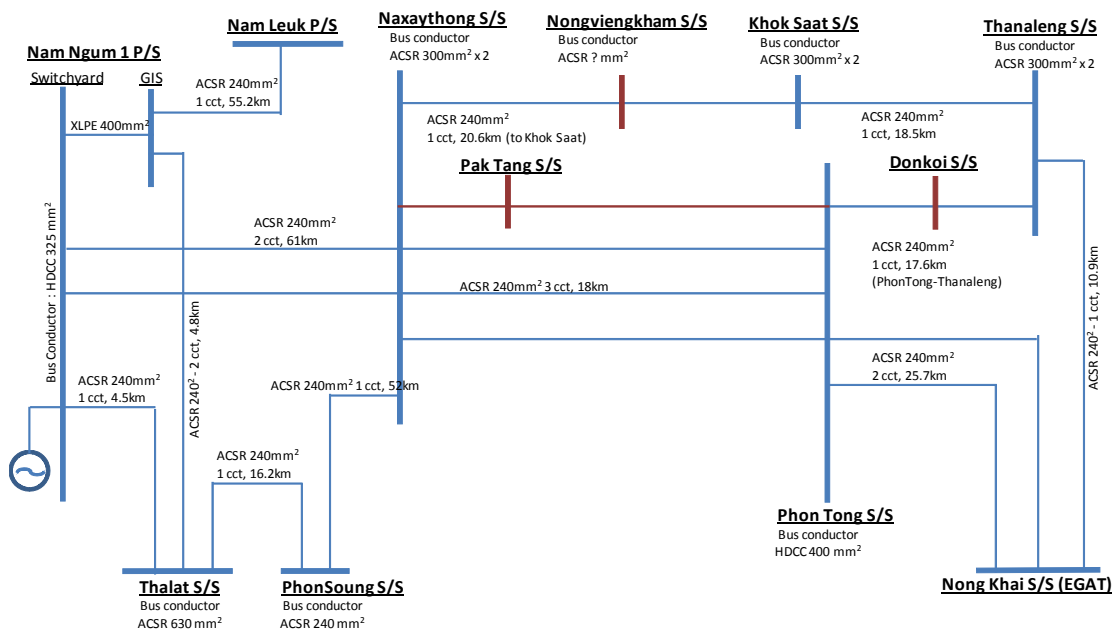 Nam Leuk P/S
Naxaythong S/S
Bus conductor
ACSR 300mm² x 2
Nongviengkham S/S
Bus conductor
ACSR ? mm²
Khok Saat S/S
Bus conductor
ACSR 300mm² x 2
Thanaleng S/S
Bus conductor
ACSR 300mm² x 2
Nam Ngum 1 P/S
Switchyard
GIS
ACSR 240mm²
1 cct, 55.2km
XLPE 400mm²
ACSR 240mm²
1 cct, 20.6km (to Khok Saat)
ACSR 240mm²
1 cct, 18.5km
Pak Tang S/S
Donkoi S/S
ACSR 240mm²
2 cct, 61km
ACSR 240mm²
1 cct, 17.6km
(PhonTong-Thanaleng)
ACSR 240mm² 3 cct, 18km
Bus Conductor : HDCC 325 mm²
ACSR 240² - 2 cct, 4.8km
ACSR 240² - 1 cct, 10.9km
ACSR 240mm²
1 cct, 4.5km
ACSR 240mm² 1 cct, 52km
ACSR 240mm²
2 cct, 25.7km
ACSR 240mm²
1 cct, 16.2km
Phon Tong S/S
Bus conductor
HDCC 400 mm²
Thalat S/S
Bus conductor
ACSR 630 mm²
PhonSoung S/S
Bus conductor
ACSR 240 mm²
Nong Khai S/S (EGAT)